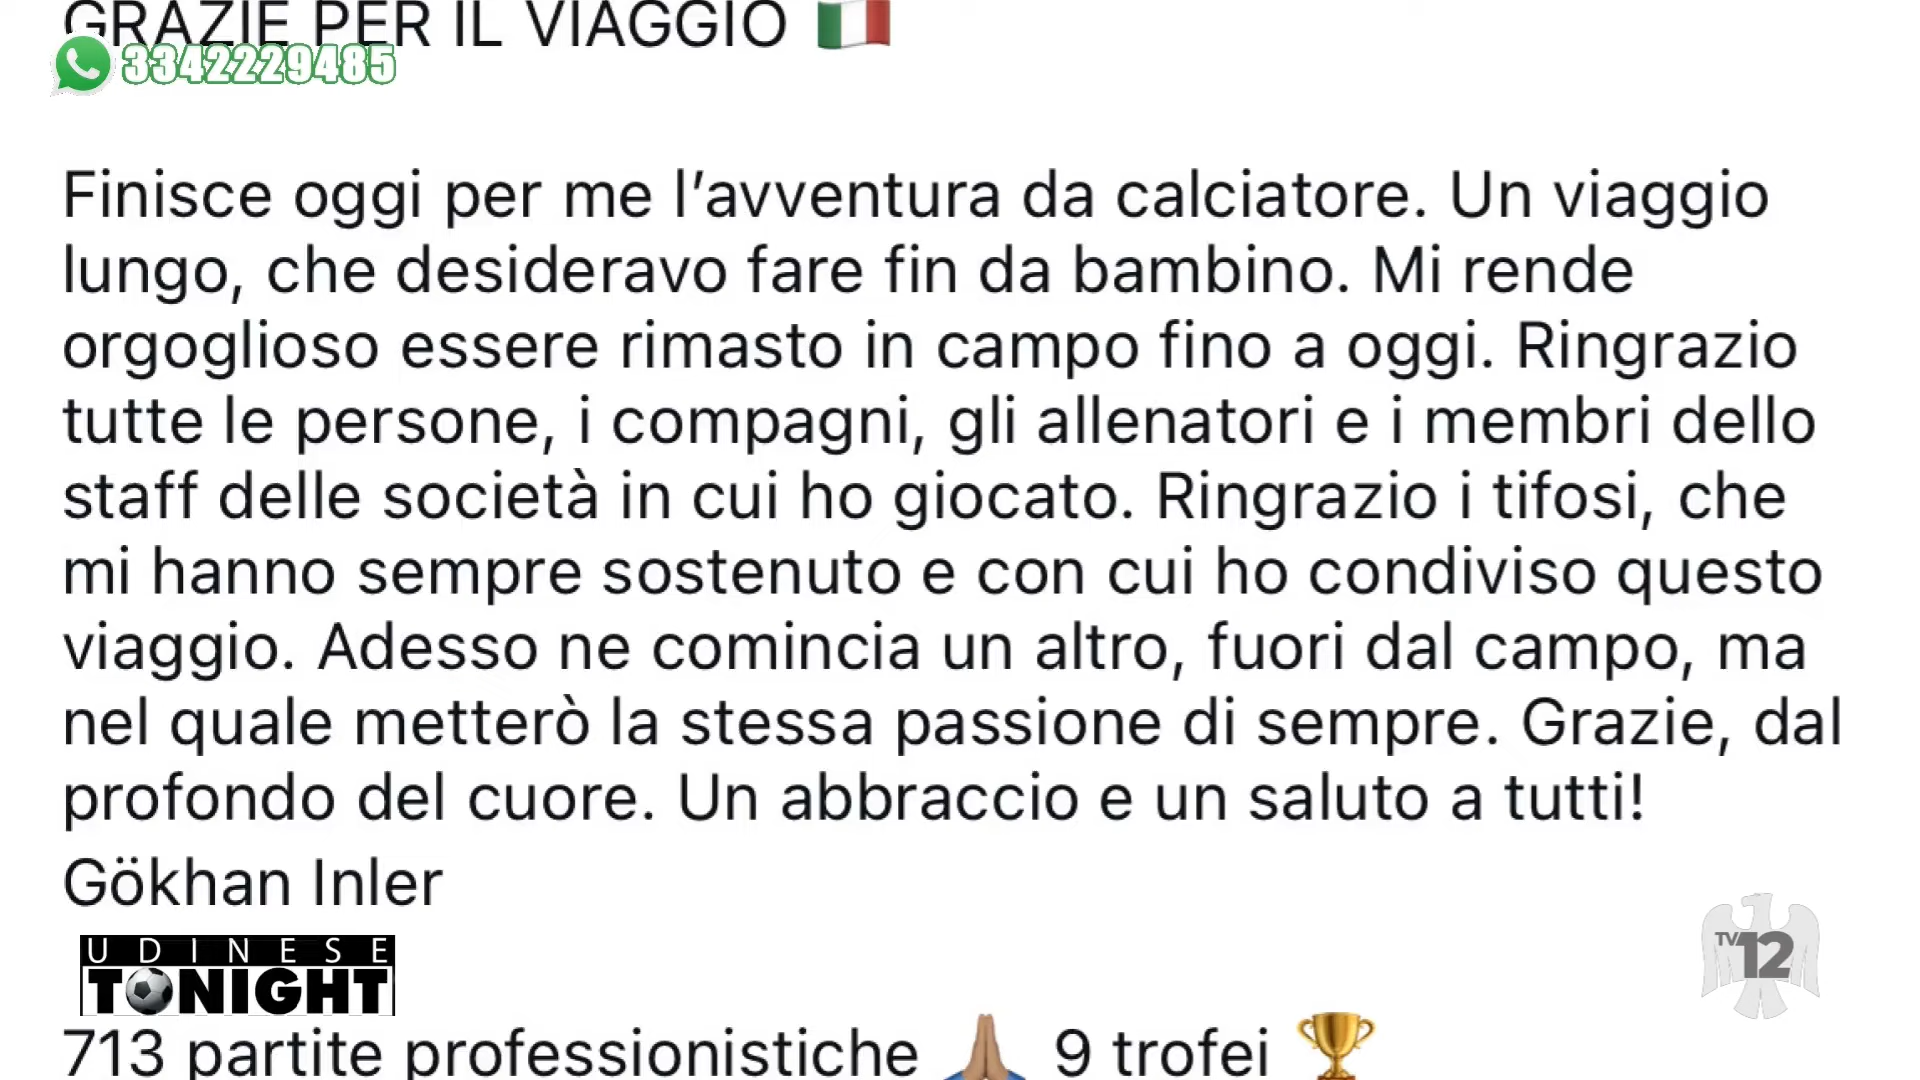 GRAZIE PER IL VIAGGIO 🇮🇹
3342229485
Finisce oggi per me l’avventura da calciatore. Un viaggio
lungo, che desideravo fare fin da bambino. Mi rende
orgoglioso essere rimasto in campo fino a oggi. Ringrazio
tutte le persone, i compagni, gli allenatori e i membri dello
staff delle società in cui ho giocato. Ringrazio i tifosi, che
mi hanno sempre sostenuto e con cui ho condiviso questo
viaggio. Adesso ne comincia un altro, fuori dal campo, ma
nel quale metterò la stessa passione di sempre. Grazie, dal
profondo del cuore. Un abbraccio e un saluto a tutti!
Gökhan Inler
UDINESE
TONIGHT
TV12
713 partite professionistiche 🙏🏽 9 trofei 🏆